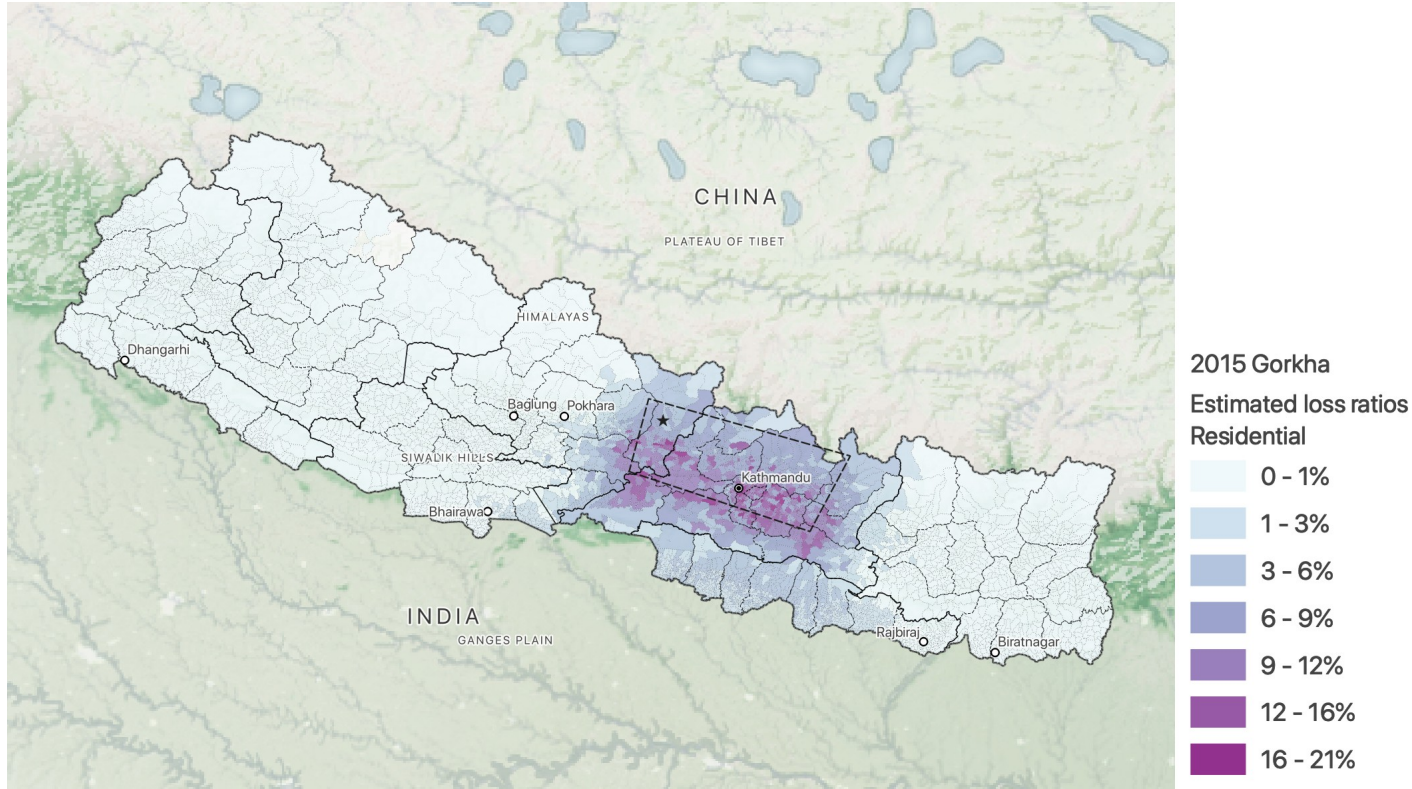 CHINA
PLATEAU OF TIBET
HIMALAYAS
Dhangarhi
Baglung
Pokhara
SIWALIK HILLS
Kathmandu
Bhairawa
INDIA
GANGES PLAIN
Rajbiraj
Biratnagar
2015 Gorkha
Estimated loss ratios
Residential
0 - 1%
1 - 3%
3 - 6%
6 - 9%
9 - 12%
12 - 16%
16 - 21%